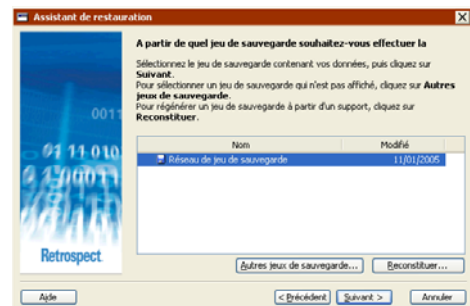 Assistant de restauration
A partir de quel jeu de sauvegarde souhaitez-vous effectuer la
Sélectionnez le jeu de sauvegarde contenant vos données, puis cliquez sur
Suivant.
Pour sélectionner un jeu de sauvegarde qui n'est pas affiché, cliquez sur Autres
jeux de sauvegarde.
Pour régénérer un jeu de sauvegarde à partir d'un support, cliquez sur
Reconstituer.
Nom Modifié
Réseau de jeu de sauvegarde 11/01/2005
Retrospect
Autres jeux de sauvegarde... Reconstituer...
Aide < Précédent Suivant > Annuler